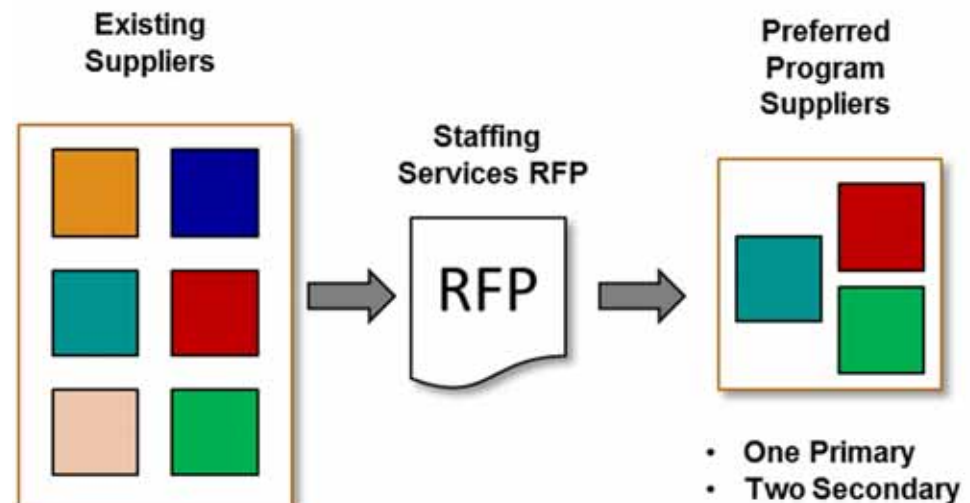 Existing
Suppliers
Staffing
Services RFP
RFP
Preferred
Program
Suppliers
• One Primary
• Two Secondary